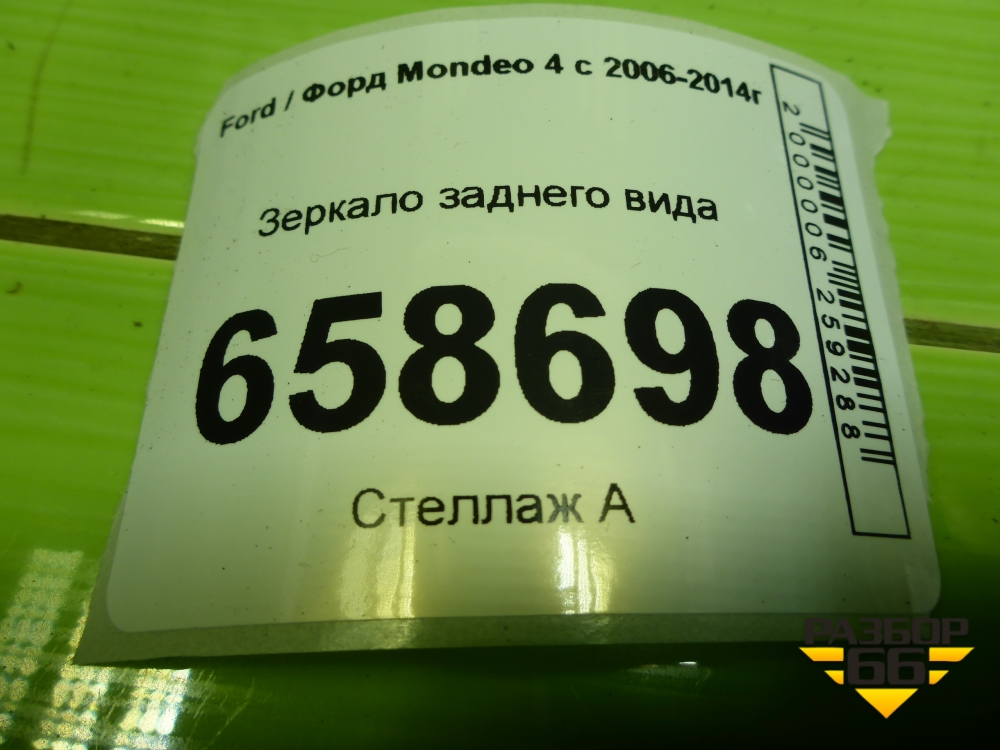 Ford / Форд Mondeo 4 с 2006-2014г
Зеркало заднего вида
658698
Стеллаж А
2000006259288
РАЗБОР
66